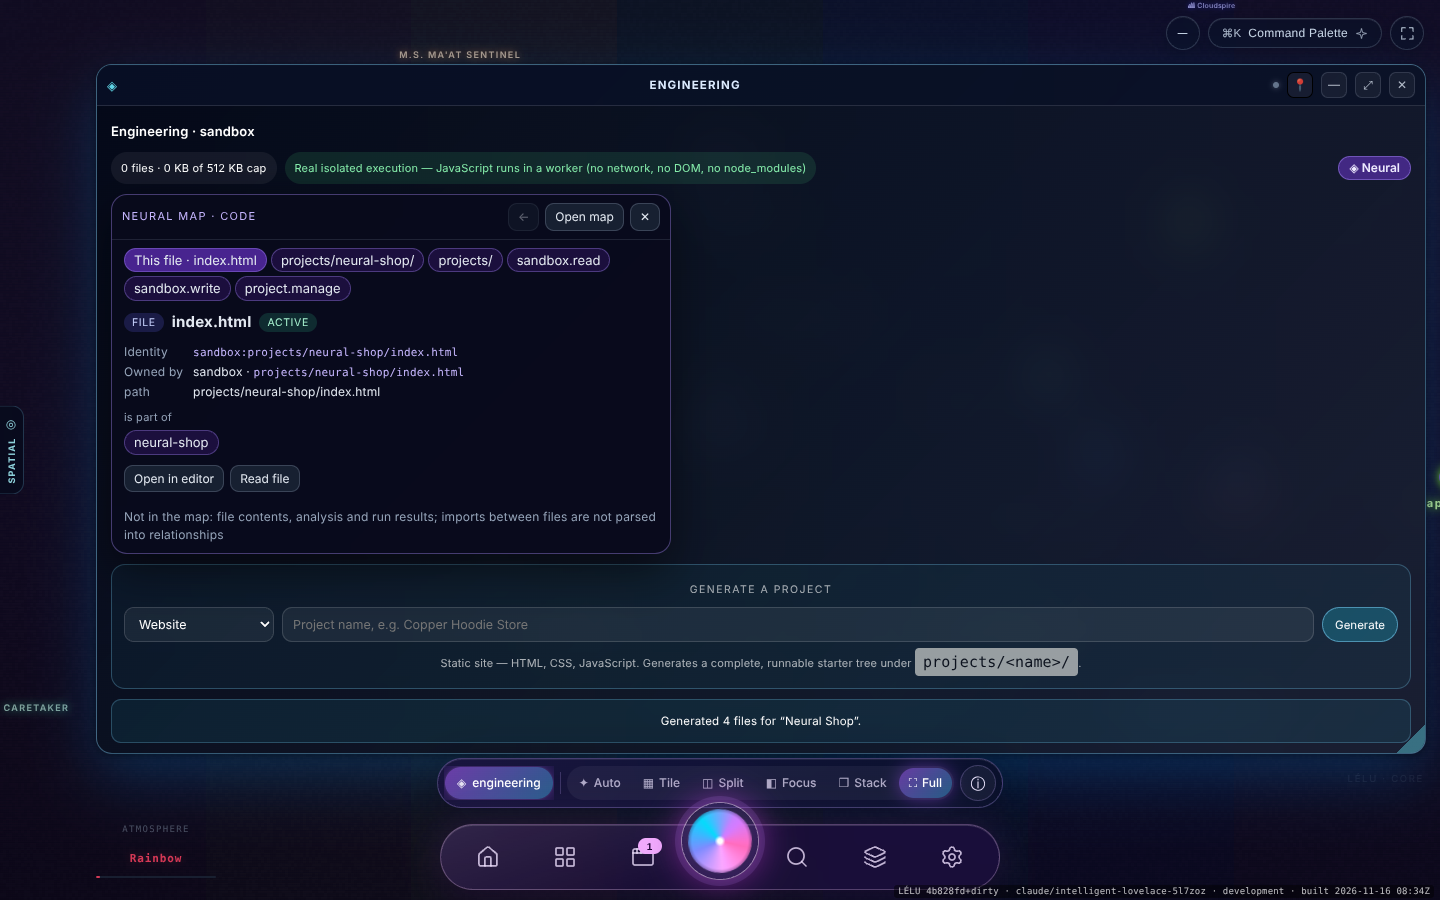 Cloudspire
⌘K Command Palette
M.S. MA'AT SENTINEL
ENGINEERING
Engineering · sandbox
0 files · 0 KB of 512 KB cap
Real isolated execution — JavaScript runs in a worker (no network, no DOM, no node_modules)
◈ Neural
NEURAL MAP · CODE
← Open map ✕
This file · index.html projects/neural-shop/ projects/ sandbox.read
sandbox.write project.manage
FILE index.html ACTIVE
Identity sandbox:projects/neural-shop/index.html
Owned by sandbox · projects/neural-shop/index.html
path projects/neural-shop/index.html
is part of
neural-shop
Open in editor Read file
Not in the map: file contents, analysis and run results; imports between files are not parsed
into relationships
SPATIAL
ap
GENERATE A PROJECT
Website Project name, e.g. Copper Hoodie Store Generate
Static site — HTML, CSS, JavaScript. Generates a complete, runnable starter tree under projects/<name>/.
CARETAKER
Generated 4 files for “Neural Shop”.
◈ engineering ✦ Auto ▦ Tile ◫ Split ◧ Focus ❐ Stack ⛶ Full ⓘ
LÉLU · CORE
ATMOSPHERE
Rainbow
1
LÉLU 4b828fd+dirty · claude/intelligent-lovelace-5l7zoz · development · built 2026-11-16 08:34Z